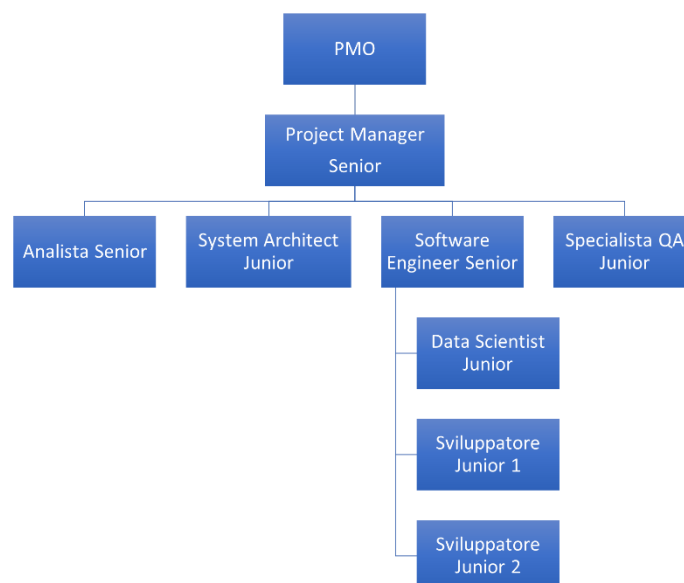 PMO
Project Manager
Senior
Analista Senior
System Architect
Junior
Software
Engineer Senior
Specialista QA
Junior
Data Scientist
Junior
Sviluppatore
Junior 1
Sviluppatore
Junior 2